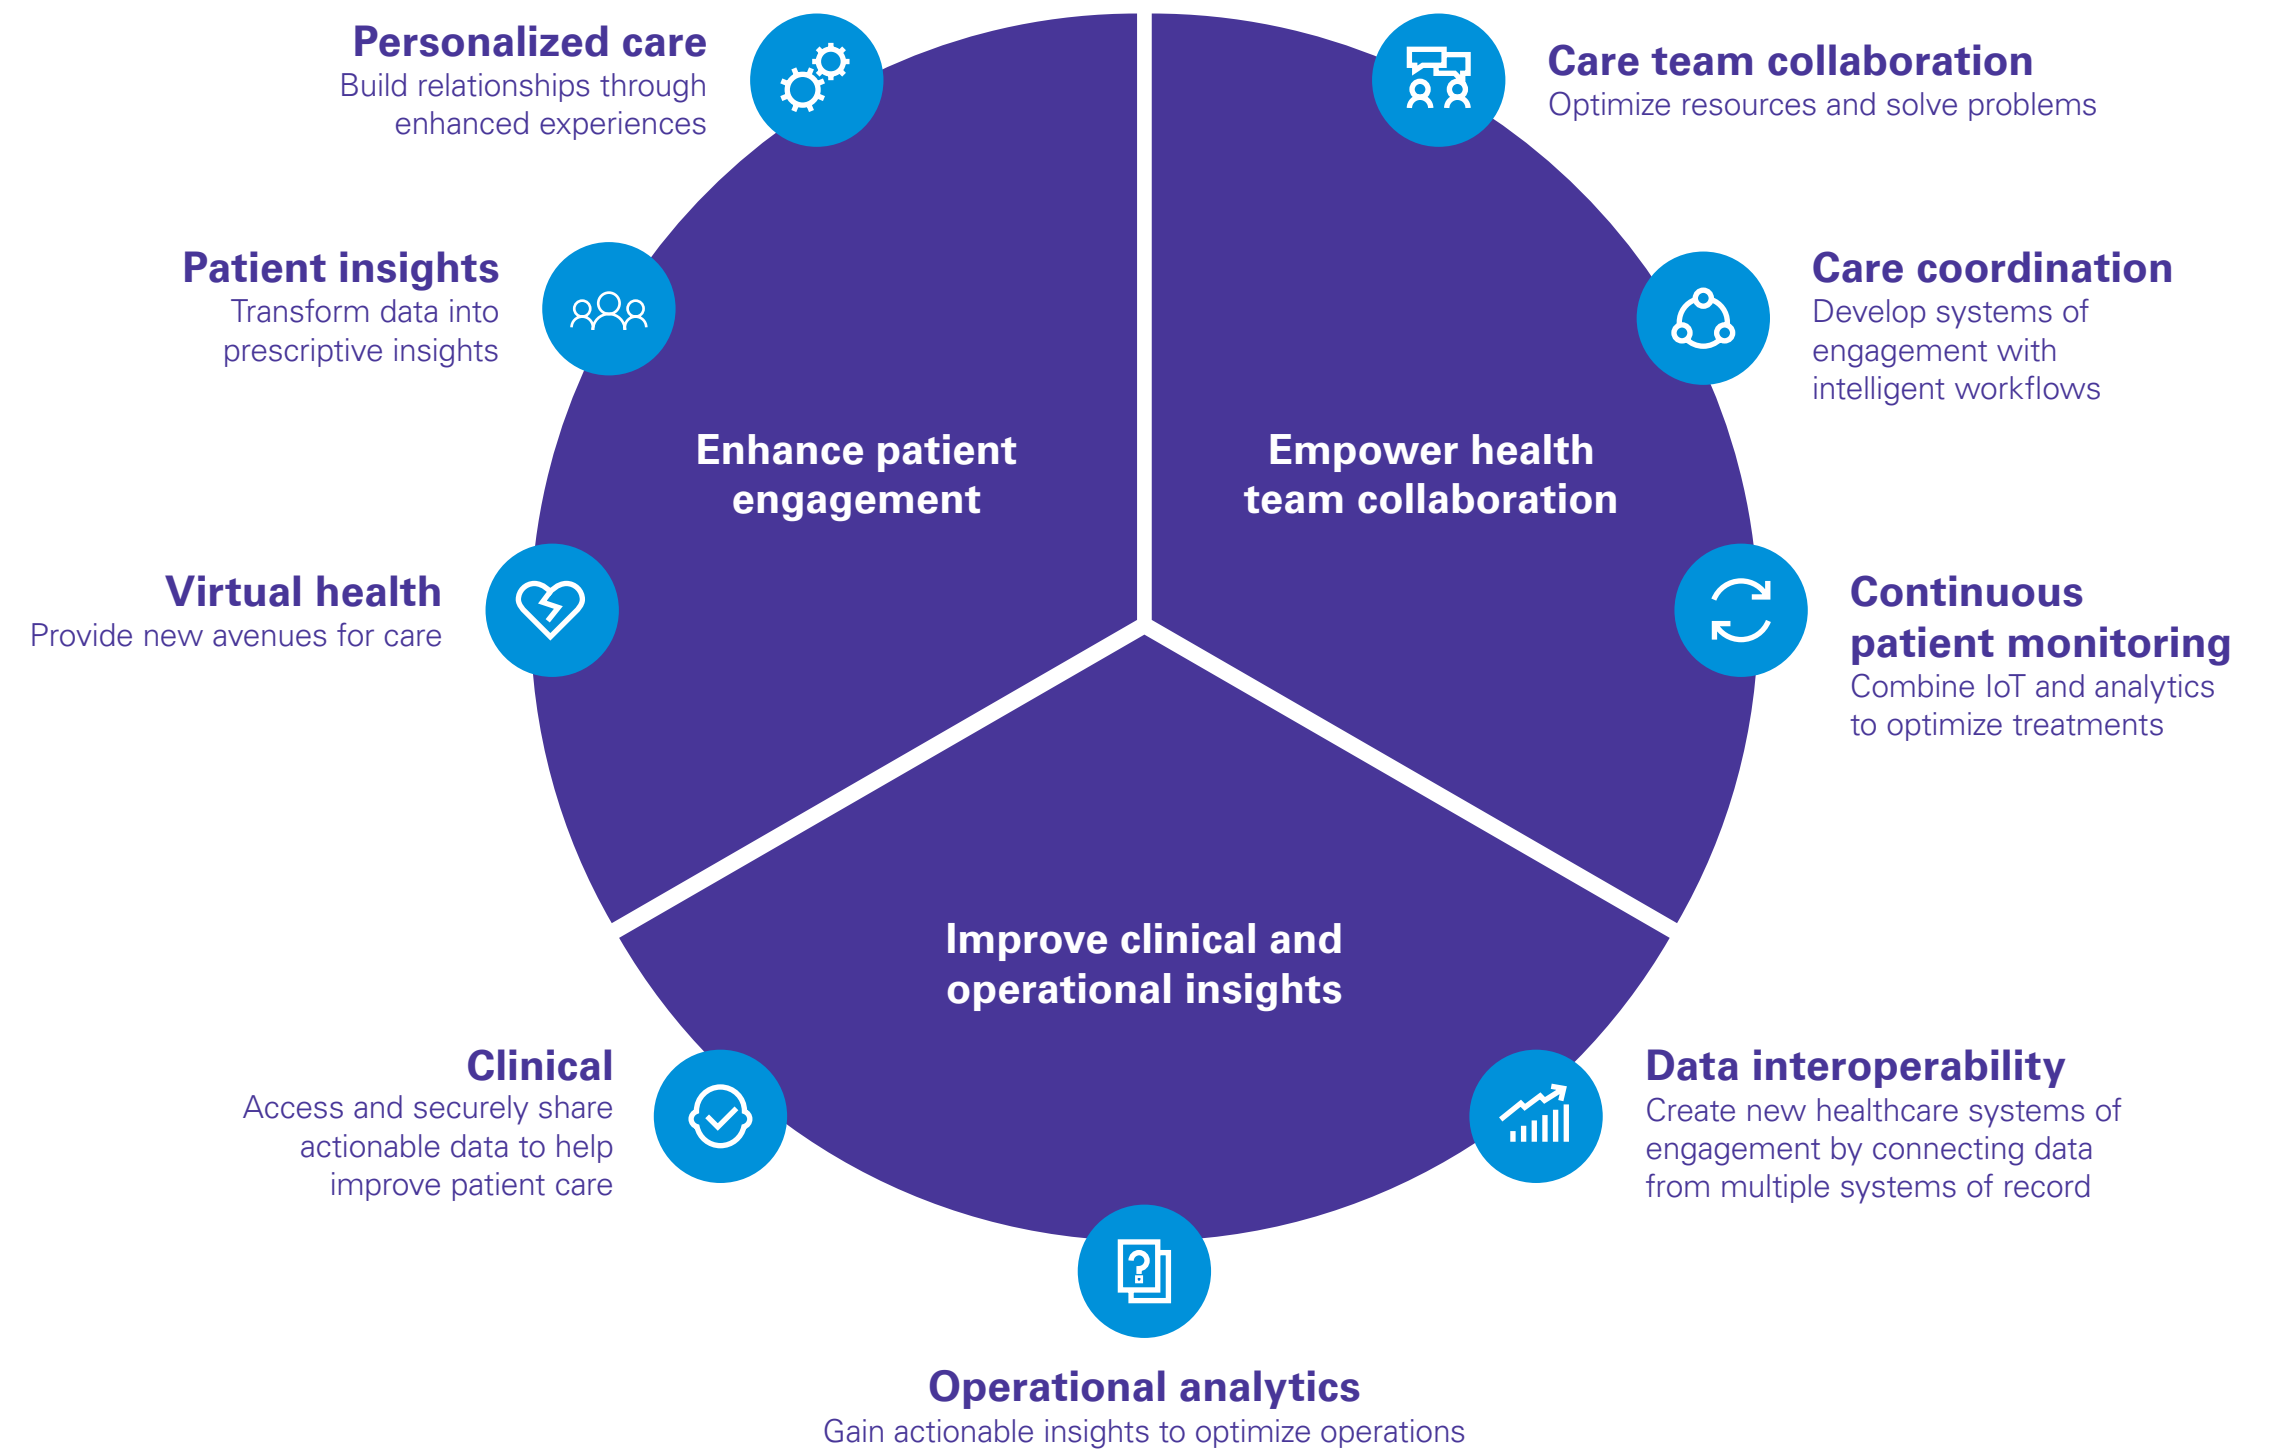 Personalized care
Build relationships through
enhanced experiences
Care team collaboration
Optimize resources and solve problems
Patient insights
Transform data into
prescriptive insights
Care coordination
Develop systems of
engagement with
intelligent workflows
Enhance patient
engagement
Empower health
team collaboration
Virtual health
Provide new avenues for care
Continuous
patient monitoring
Combine IoT and analytics
to optimize treatments
Improve clinical and
operational insights
Clinical
Access and securely share
actionable data to help
improve patient care
Data interoperability
Create new healthcare systems of
engagement by connecting data
from multiple systems of record
?
Operational analytics
Gain actionable insights to optimize operations